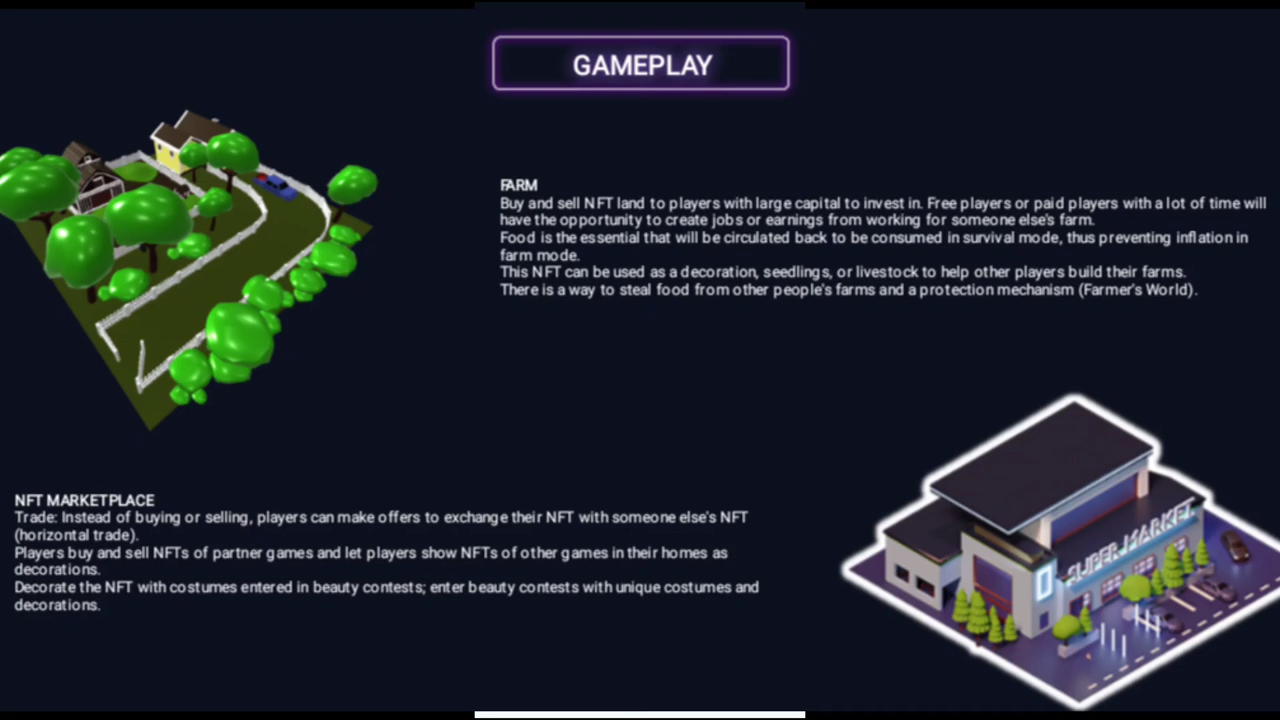 GAMEPLAY
FARM
Buy and sell NFT land to players with large capital to invest in. Free players or paid players with a lot of time will
have the opportunity to create jobs or earnings from working for someone else's farm.
Food is the essential that will be circulated back to be consumed in survival mode, thus preventing inflation in
farm mode.
This NFT can be used as a decoration, seedlings, or livestock to help other players build their farms.
There is a way to steal food from other people's farms and a protection mechanism (Farmer's World).
NFT MARKETPLACE
Trade: Instead of buying or selling, players can make offers to exchange their NFT with someone else's NFT
(horizontal trade).
Players buy and sell NFTs of partner games and let players show NFTs of other games in their homes as
decorations.
Decorate the NFT with costumes entered in beauty contests; enter beauty contests with unique costumes and
decorations.
SUPER MARKET